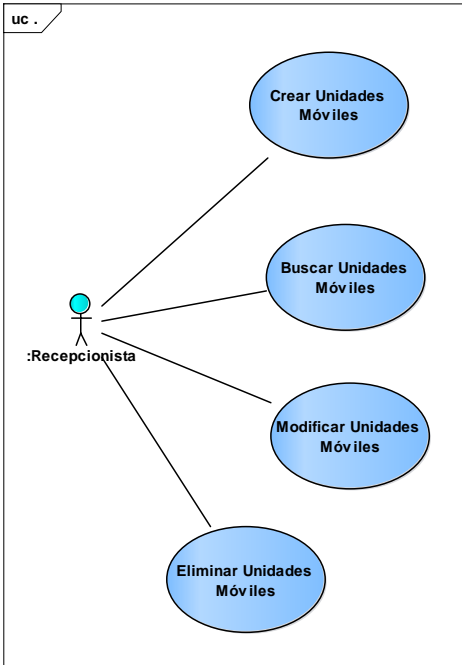 uc .
Crear Unidades
Móviles
Buscar Unidades
Móviles
:Recepcionista
Modificar Unidades
Móviles
Eliminar Unidades
Móviles